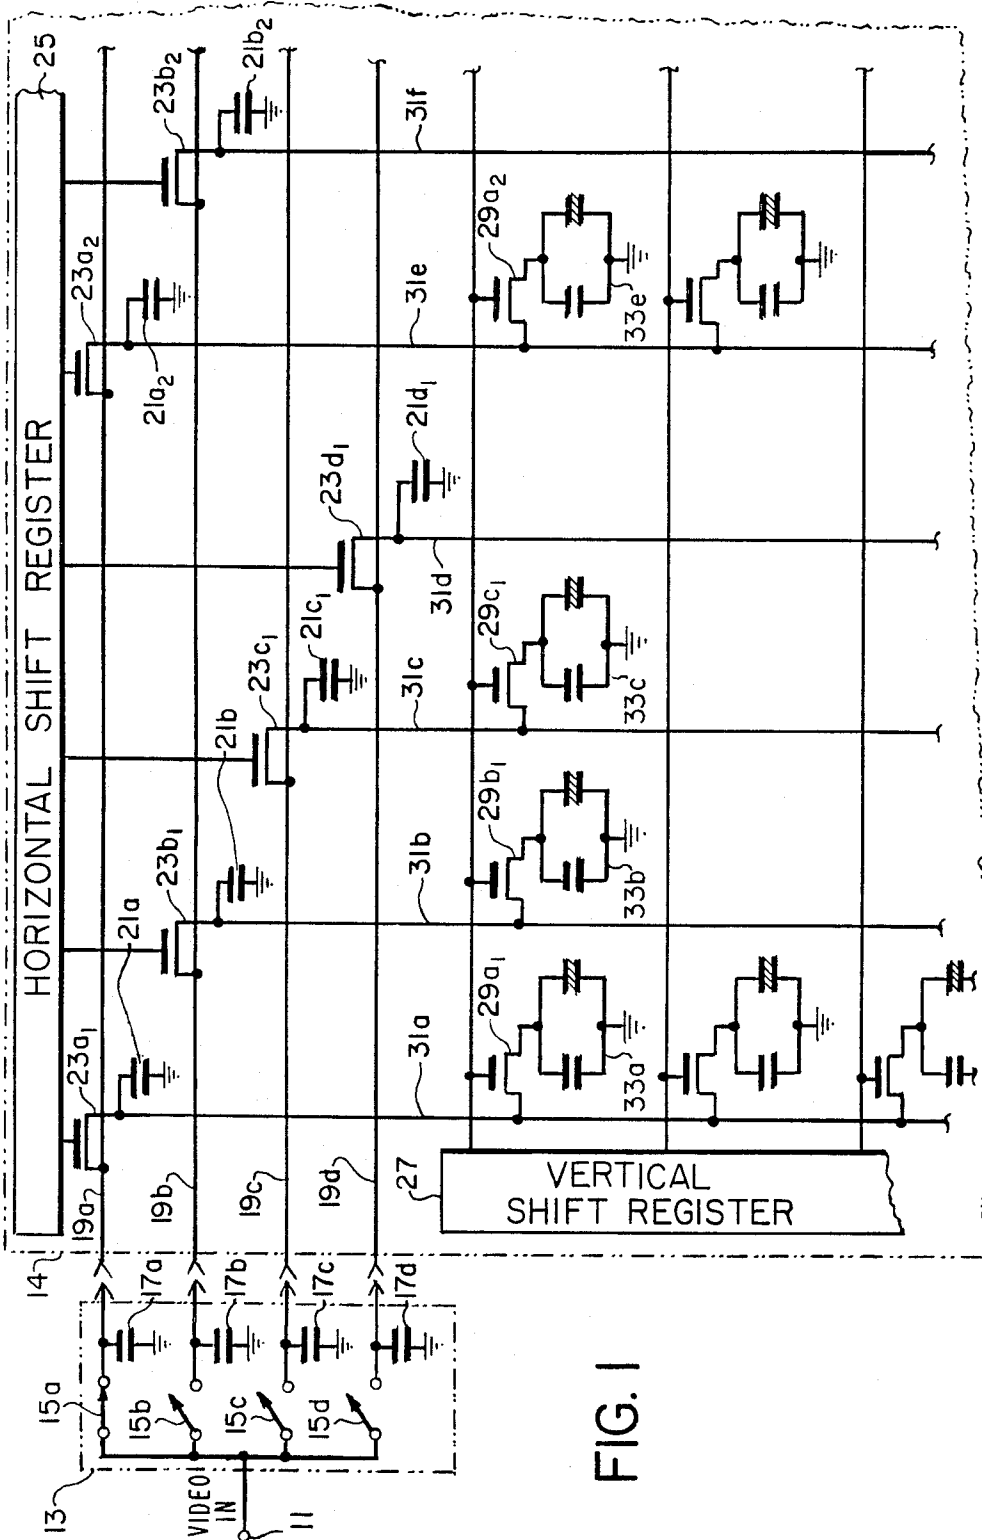 HORIZONTAL SHIFT REGISTER
25
14
19a
23a₁
21a
23b₁
21b
23c₁
21c₁
23d₁
21d₁
23a₂
21a₂
23b₂
21b₂
19b
19c
19d
31a
31b
31c
31d
31e
31f
27
VERTICAL
SHIFT REGISTER
29a₁
33a
29b₁
33b
29c₁
33c
29a₂
33e
13
15a
17a
15b
17b
15c
17c
15d
17d
VIDEO
IN
11
FIG. 1